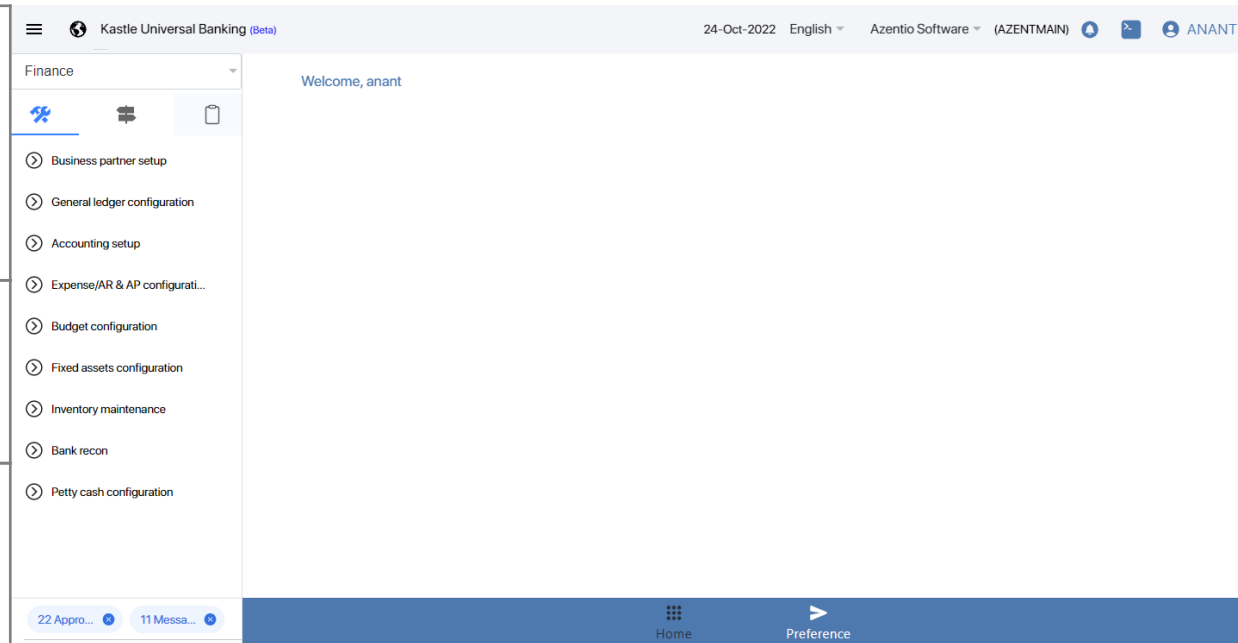 Kastle Universal Banking (Beta)
24-Oct-2022 English Azentio Software (AZENTMAIN) ANANT
Finance
Welcome, anant
Business partner setup
General ledger configuration
Accounting setup
Expense/AR & AP configurati...
Budget configuration
Fixed assets configuration
Inventory maintenance
Bank recon
Petty cash configuration
22 Appro... 11 Messa...
Home Preference